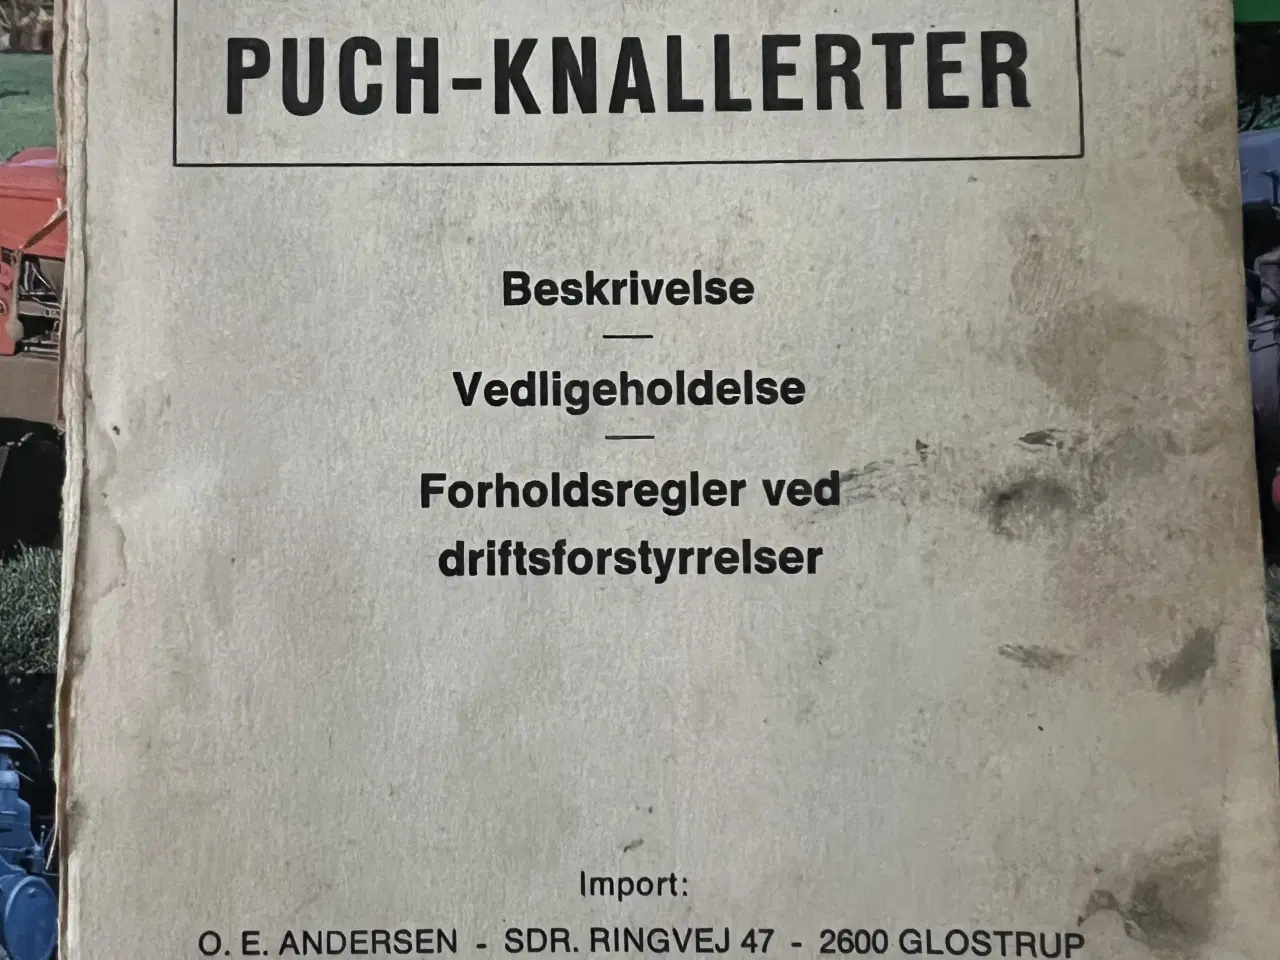 PUCH-KNALLERTER
Beskrivelse
Vedligeholdelse
Forholdsregler ved
driftsforstyrrelser
Import:
O. E. ANDERSEN - SDR. RINGVEJ 47 - 2600 GLOSTRUP